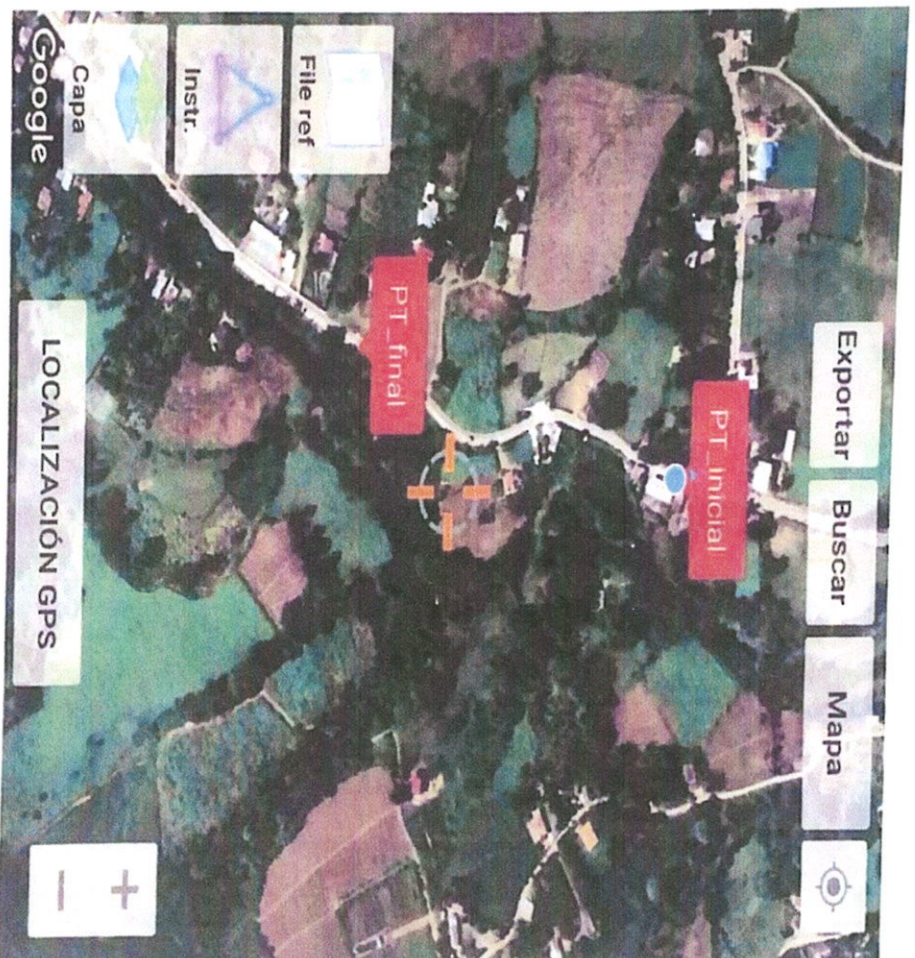 Exportar
Buscar
Mapa
File ref
Instr.
Capa
PT_inicial
PT_final
Google
LOCALIZACIÓN GPS
+
−